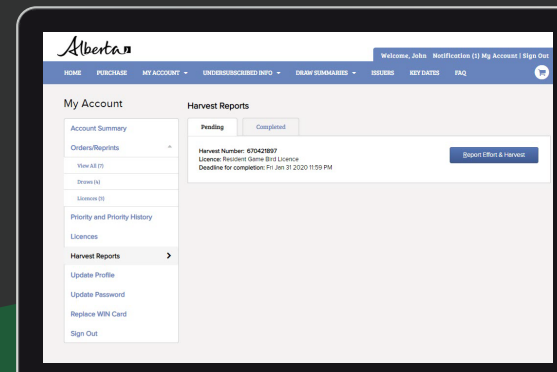 Alberta
Welcome, John Notification (1) My Account | Sign Out
HOME PURCHASE MY ACCOUNT UNDERSUBSCRIBED INFO DRAW SUMMARIES ISSUERS KEY DATES FAQ
My Account
Account Summary
Orders/Reprints
View All (7)
Draws (4)
Licences (3)
Priority and Priority History
Licences
Harvest Reports
Update Profile
Update Password
Replace WIN Card
Sign Out
Harvest Reports
Pending Completed
Harvest Number: 670421897
Licence: Resident Game Bird Licence
Deadline for completion: Fri Jan 31 2020 11:59 PM
Report Effort & Harvest